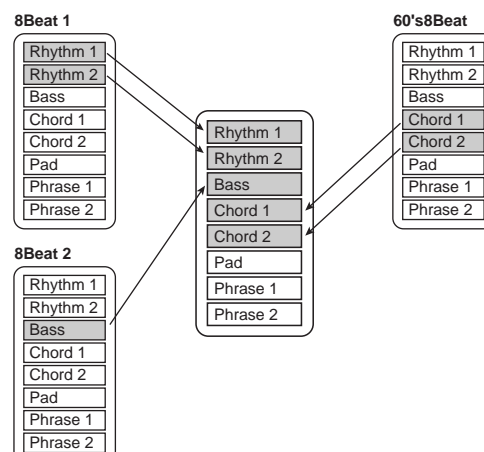 8Beat 1
Rhythm 1
Rhythm 2
Bass
Chord 1
Chord 2
Pad
Phrase 1
Phrase 2
8Beat 2
Rhythm 1
Rhythm 2
Bass
Chord 1
Chord 2
Pad
Phrase 1
Phrase 2
Rhythm 1
Rhythm 2
Bass
Chord 1
Chord 2
Pad
Phrase 1
Phrase 2
60's8Beat
Rhythm 1
Rhythm 2
Bass
Chord 1
Chord 2
Pad
Phrase 1
Phrase 2